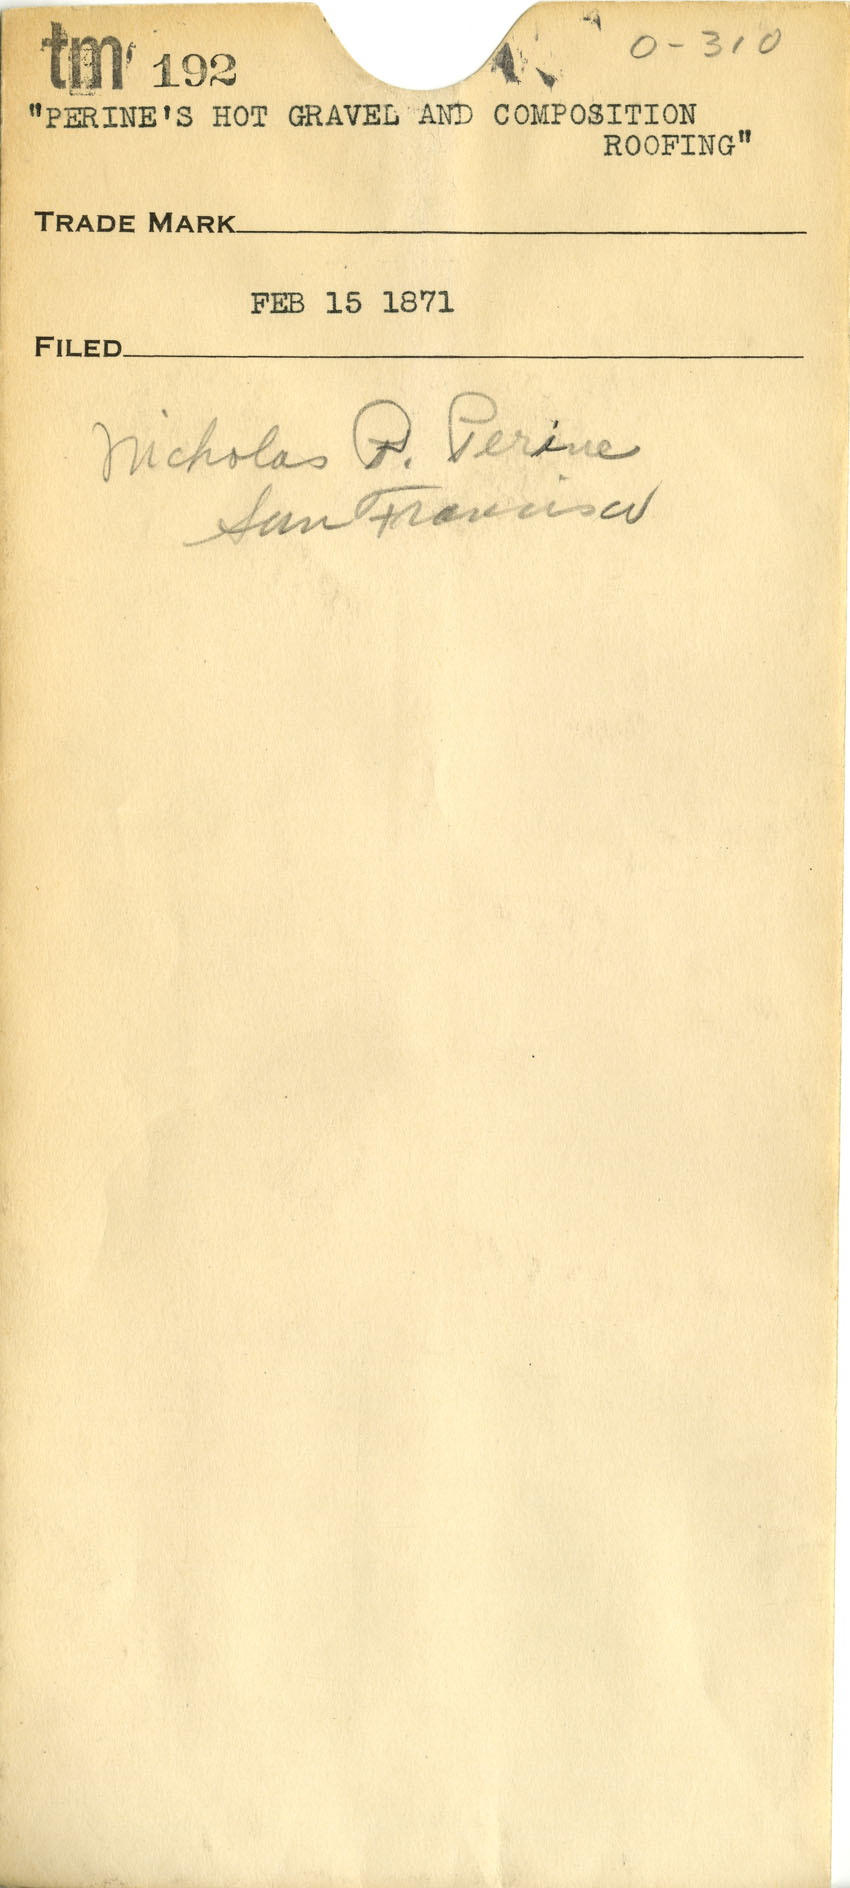 tm 192
O-310
"PERINE'S HOT GRAVEL AND COMPOSITION
ROOFING"
TRADE MARK
FEB 15 1871
FILED
Nicholas P. Perine
San Francisco